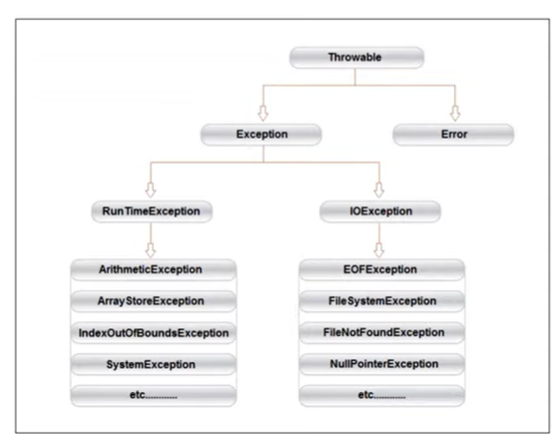 Throwable
Exception
Error
RunTimeException
IOException
ArithmeticException
EOFException
ArrayStoreException
FileSystemException
IndexOutOfBoundsException
FileNotFoundException
SystemException
NullPointerException
etc............
etc............